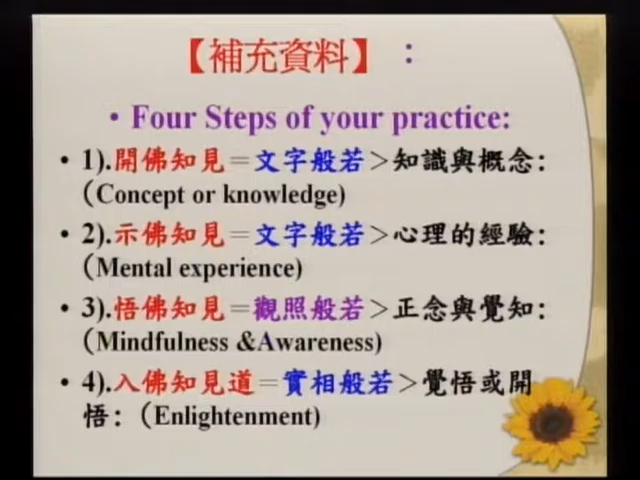 【補充資料】:
• Four Steps of your practice:
• 1).開佛知見=文字般若>知識與概念:
(Concept or knowledge)
• 2).示佛知見=文字般若>心理的經驗:
(Mental experience)
• 3).悟佛知見=觀照般若>正念與覺知:
(Mindfulness &Awareness)
• 4).入佛知見道=實相般若>覺悟或開
悟:(Enlightenment)